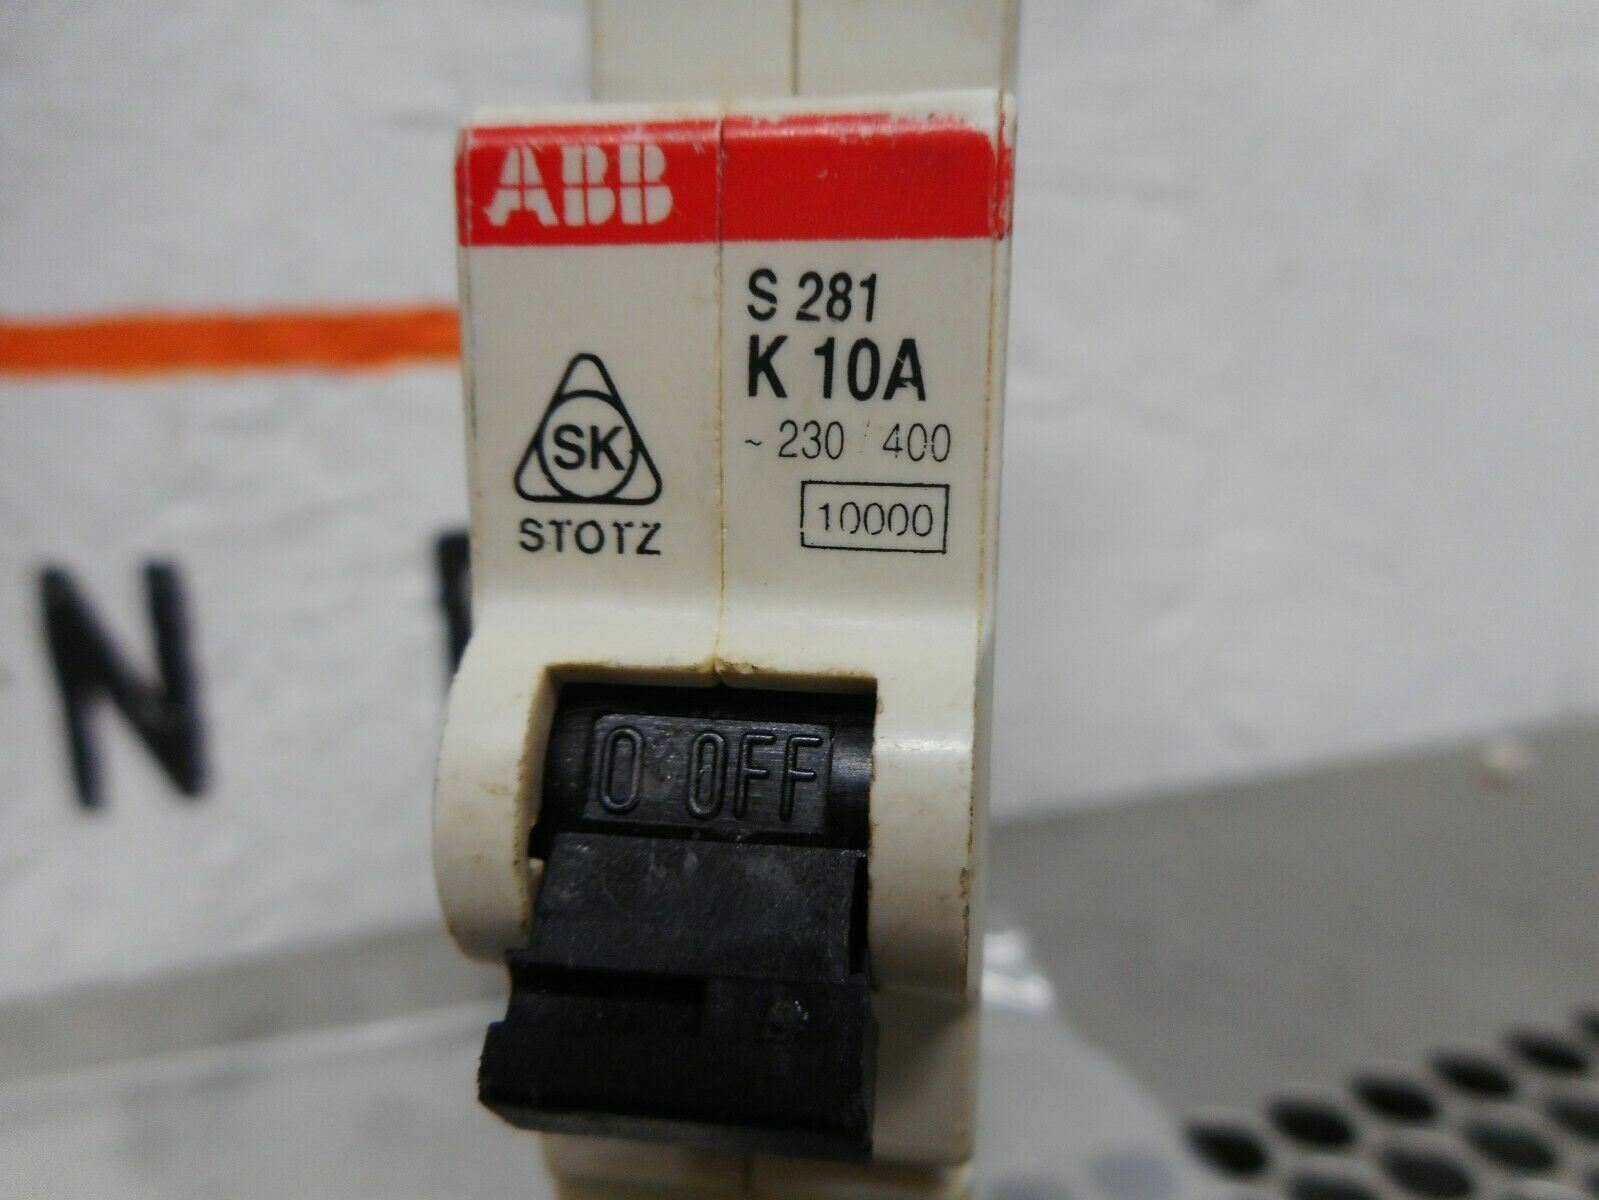 ABB
S 281
K 10A
~ 230 / 400
10000
SK
STOTZ
O OFF
N